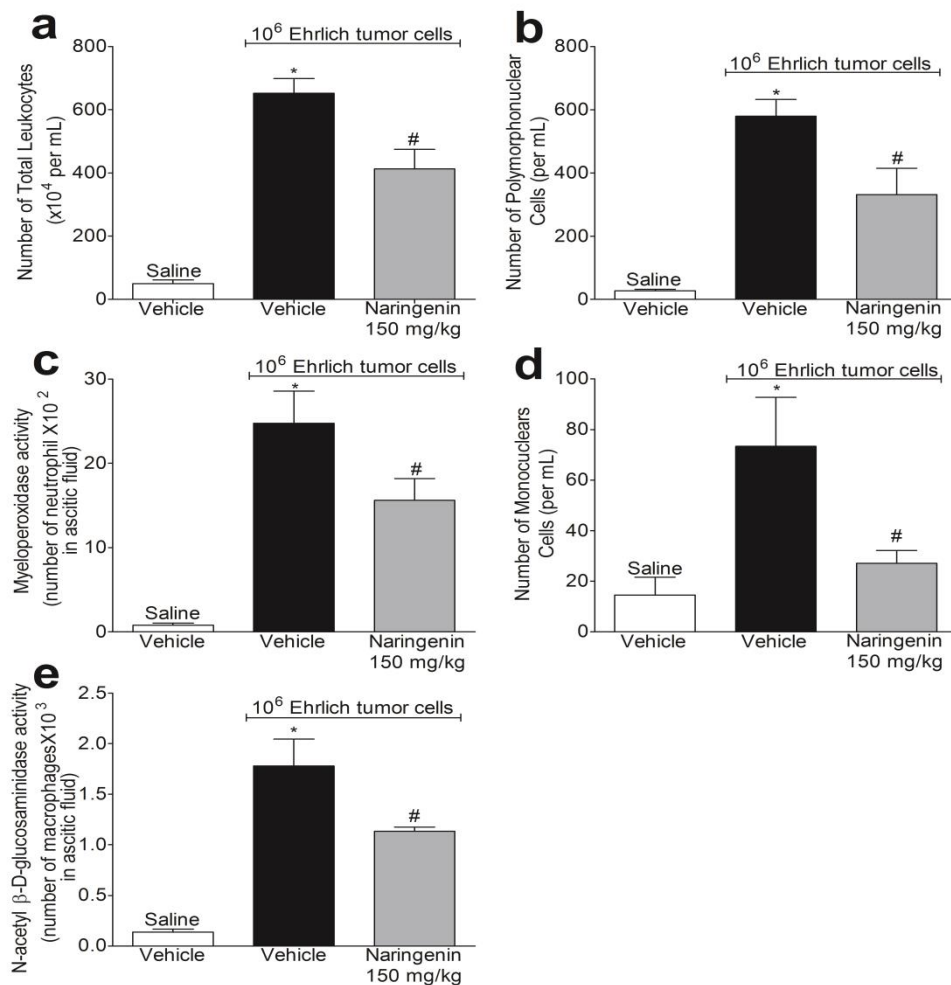 a
10⁶ Ehrlich tumor cells
Number of Total Leukocytes
(x10⁴ per mL)
800
600
400
200
0
*
#
Saline
Vehicle
Vehicle
Naringenin
150 mg/kg
b
10⁶ Ehrlich tumor cells
Number of Polymorphonuclear
Cells (per mL)
800
600
400
200
0
*
#
Saline
Vehicle
Vehicle
Naringenin
150 mg/kg
c
10⁶ Ehrlich tumor cells
Myeloperoxidase activity
(number of neutrophil X10²
in ascitic fluid)
30
20
10
0
*
#
Saline
Vehicle
Vehicle
Naringenin
150 mg/kg
d
10⁶ Ehrlich tumor cells
Number of Monocuclears
Cells (per mL)
100
80
60
40
20
0
*
#
Saline
Vehicle
Vehicle
Naringenin
150 mg/kg
e
10⁶ Ehrlich tumor cells
N-acetyl β-D-glucosaminidase activity
(number of macrophagesX10³
in ascitic fluid)
2.5
2.0
1.5
1.0
0.5
0.0
*
#
Saline
Vehicle
Vehicle
Naringenin
150 mg/kg